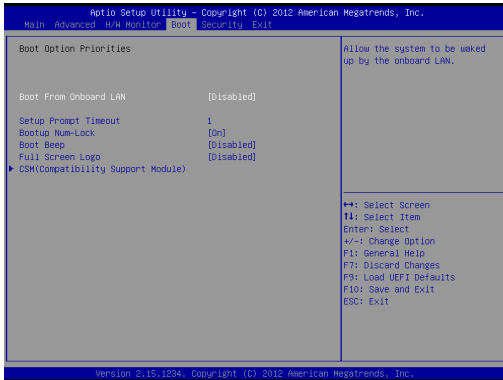 Aptio Setup Utility – Copyright (C) 2012 American Megatrends, Inc.
Main Advanced H/W Monitor Boot Security Exit
Boot Option Priorities
Boot From Onboard LAN [Disabled]
Setup Prompt Timeout 1
Bootup Num-Lock [On]
Boot Beep [Disabled]
Full Screen Logo [Disabled]
CSM(Compatibility Support Module)
Allow the system to be waked
up by the onboard LAN.
↔: Select Screen
↑↓: Select Item
Enter: Select
+/-: Change Option
F1: General Help
F7: Discard Changes
F9: Load UEFI Defaults
F10: Save and Exit
ESC: Exit
Version 2.15.1234. Copyright (C) 2012 American Megatrends, Inc.